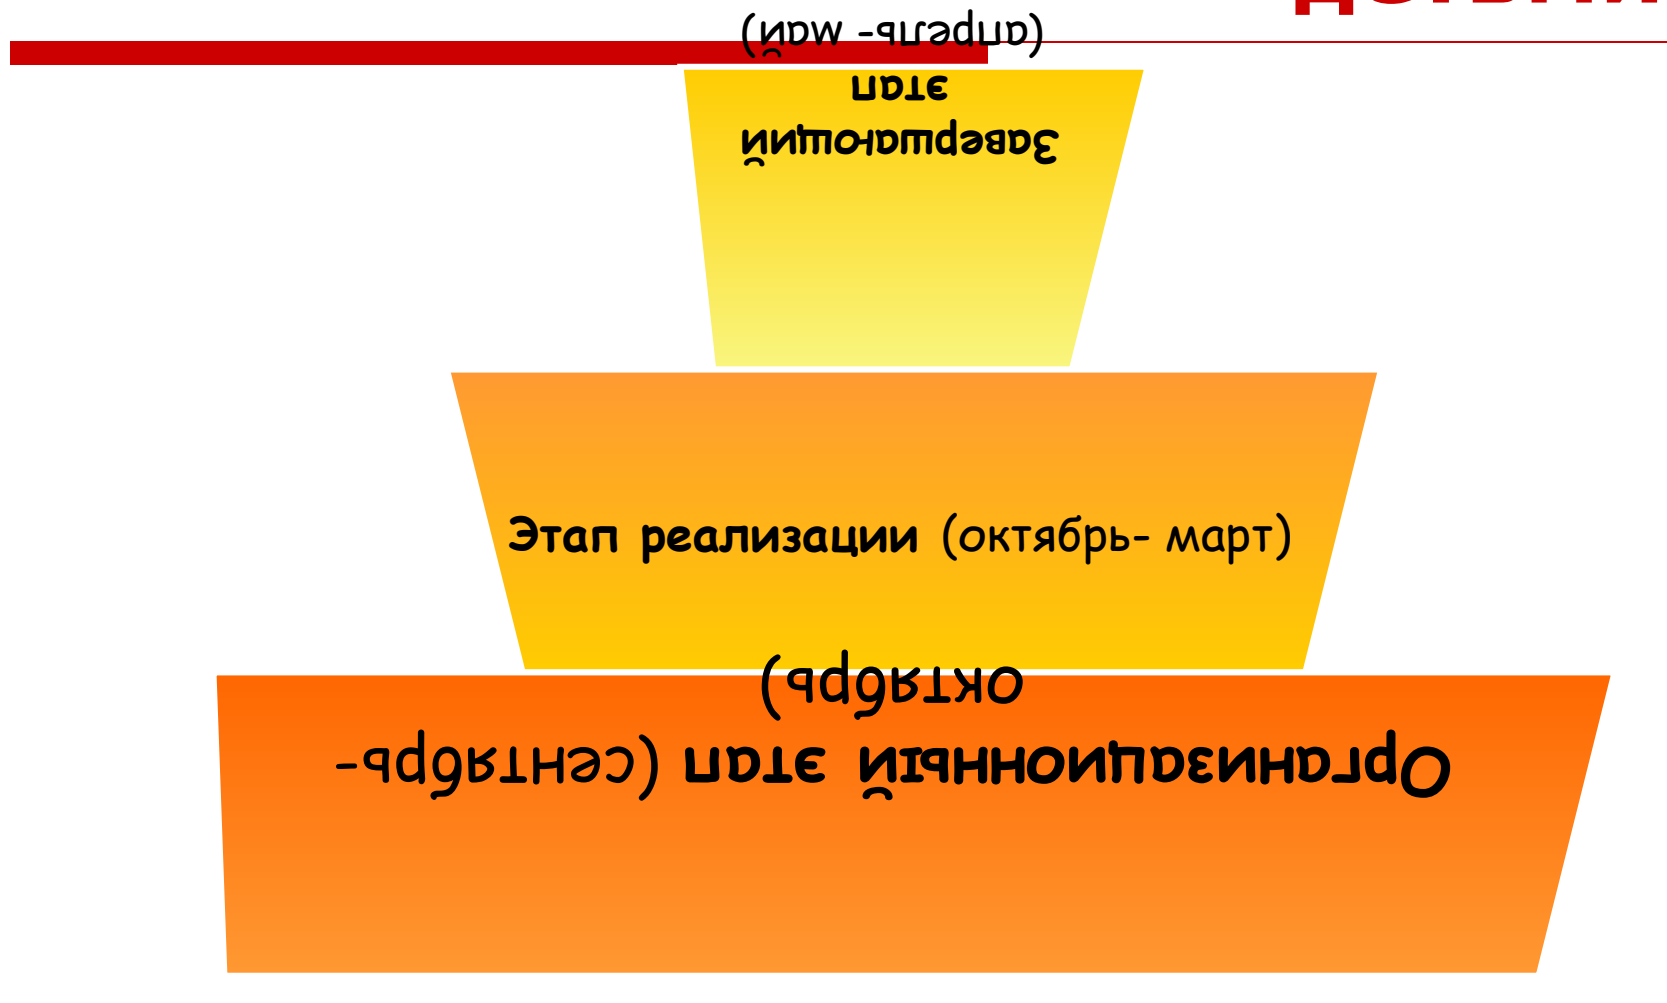 Завершающий
этап
(апрель- май)
Этап реализации (октябрь- март)
Организационный этап (сентябрь-
октябрь)